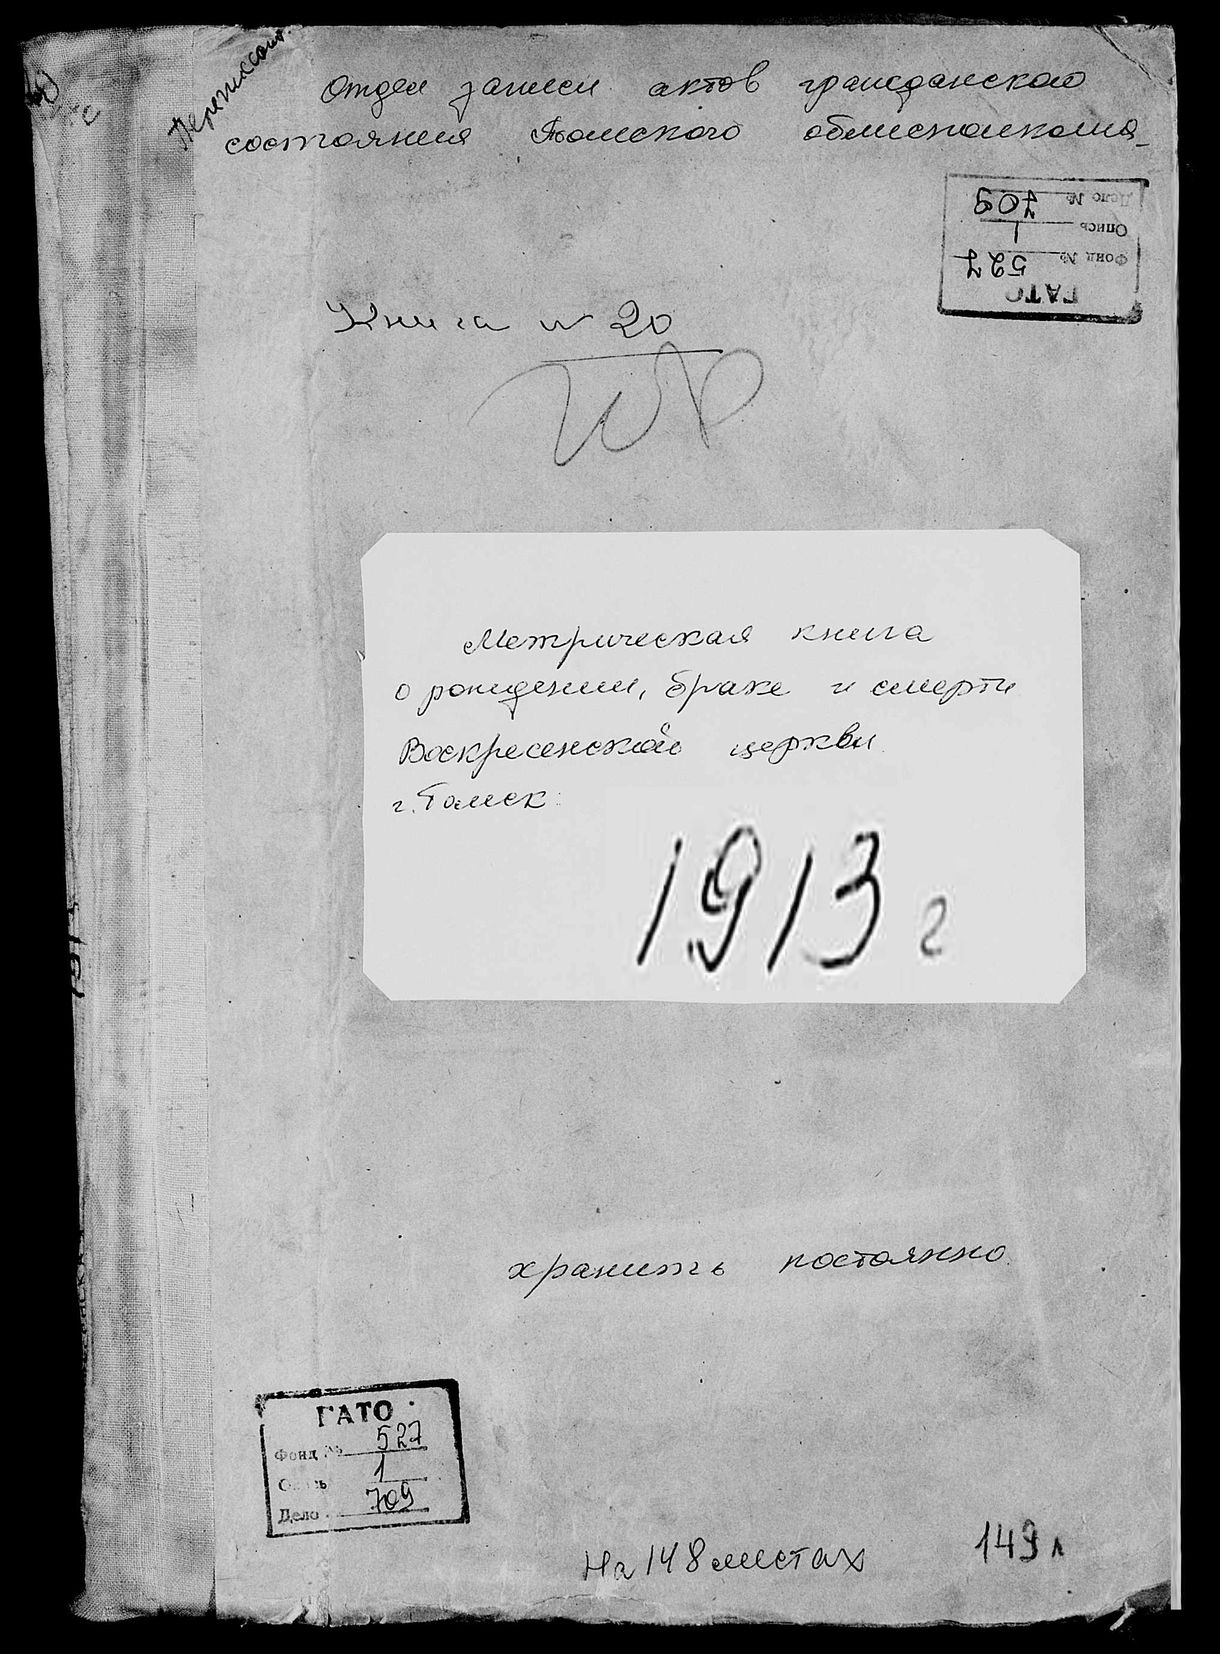 Переписан.
Отдел записи актов гражданского
состояния Томского облисполкома
ГАТО
Фонд № 527
Опись 1
Дело № 709
Книга № 20
Метрическая книга
о рождении, браке и смерти
Воскресенской церкви
г. Томск
1913 г
хранить постоянно
ГАТО
Фонд № 527
Опись 1
Дело 709
На 148 листах
149 л